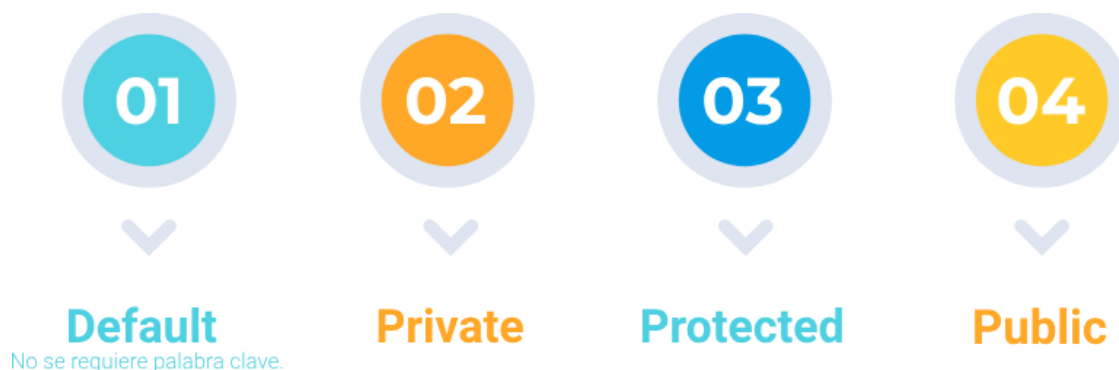 01 02 03 04
Default Private Protected Public
No se requiere palabra clave.